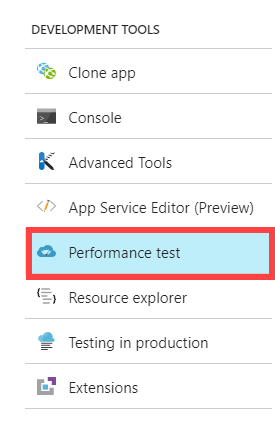 DEVELOPMENT TOOLS
Clone app
Console
Advanced Tools
App Service Editor (Preview)
Performance test
Resource explorer
Testing in production
Extensions